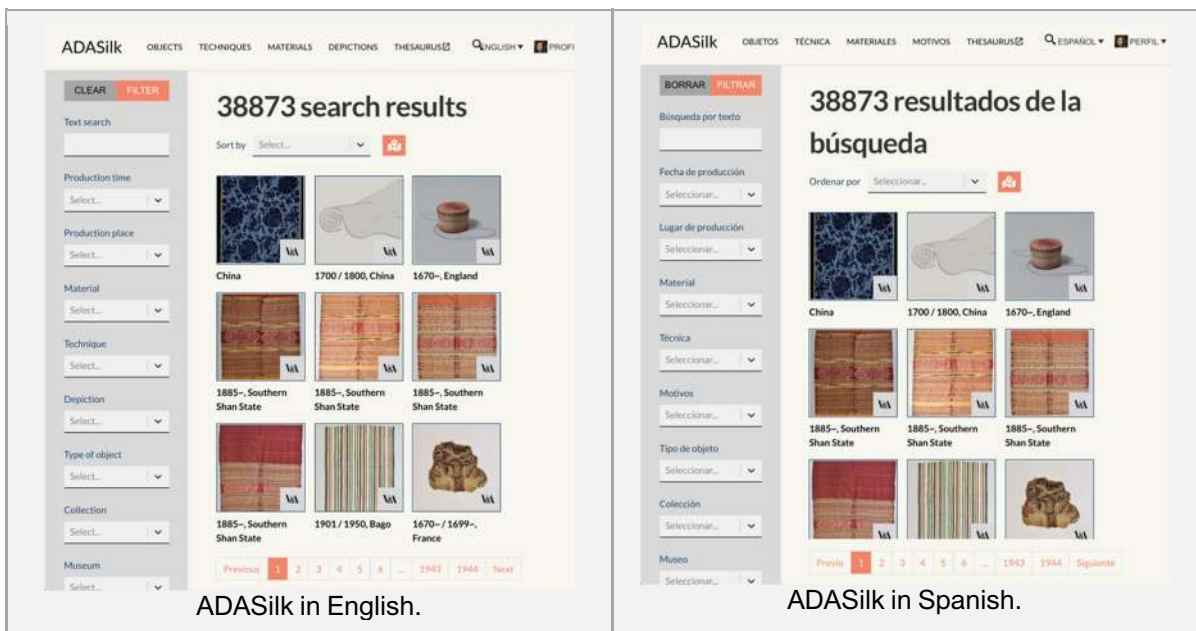 ADASilk OBJECTS TECHNIQUES MATERIALS DEPICTIONS THESAURUS ENGLISH PROFI
CLEAR FILTER
Text search
Production time
Select...
Production place
Select...
Material
Select...
Technique
Select...
Depiction
Select...
Type of object
Select...
Collection
Select...
Museum
Select...
38873 search results
Sort by Select...
V&A V&A V&A
China 1700 / 1800, China 1670–, England
V&A V&A V&A
1885–, Southern Shan State 1885–, Southern Shan State 1885–, Southern Shan State
V&A V&A V&A
1885–, Southern Shan State 1901 / 1950, Bago 1670– / 1699–, France
Previous 1 2 3 4 5 6 ... 1943 1944 Next
ADASilk in English.
ADASilk OBJETOS TÉCNICA MATERIALES MOTIVOS THESAURUS ESPAÑOL PERFIL
BORRAR FILTRAR
Búsqueda por texto
Fecha de producción
Seleccionar...
Lugar de producción
Seleccionar...
Material
Seleccionar...
Técnica
Seleccionar...
Motivos
Seleccionar...
Tipo de objeto
Seleccionar...
Colección
Seleccionar...
Museo
Seleccionar...
38873 resultados de la
búsqueda
Ordenar por Seleccionar...
V&A V&A V&A
China 1700 / 1800, China 1670–, England
V&A V&A V&A
1885–, Southern Shan State 1885–, Southern Shan State 1885–, Southern Shan State
V&A V&A V&A
Previo 1 2 3 4 5 6 ... 1943 1944 Siguiente
ADASilk in Spanish.